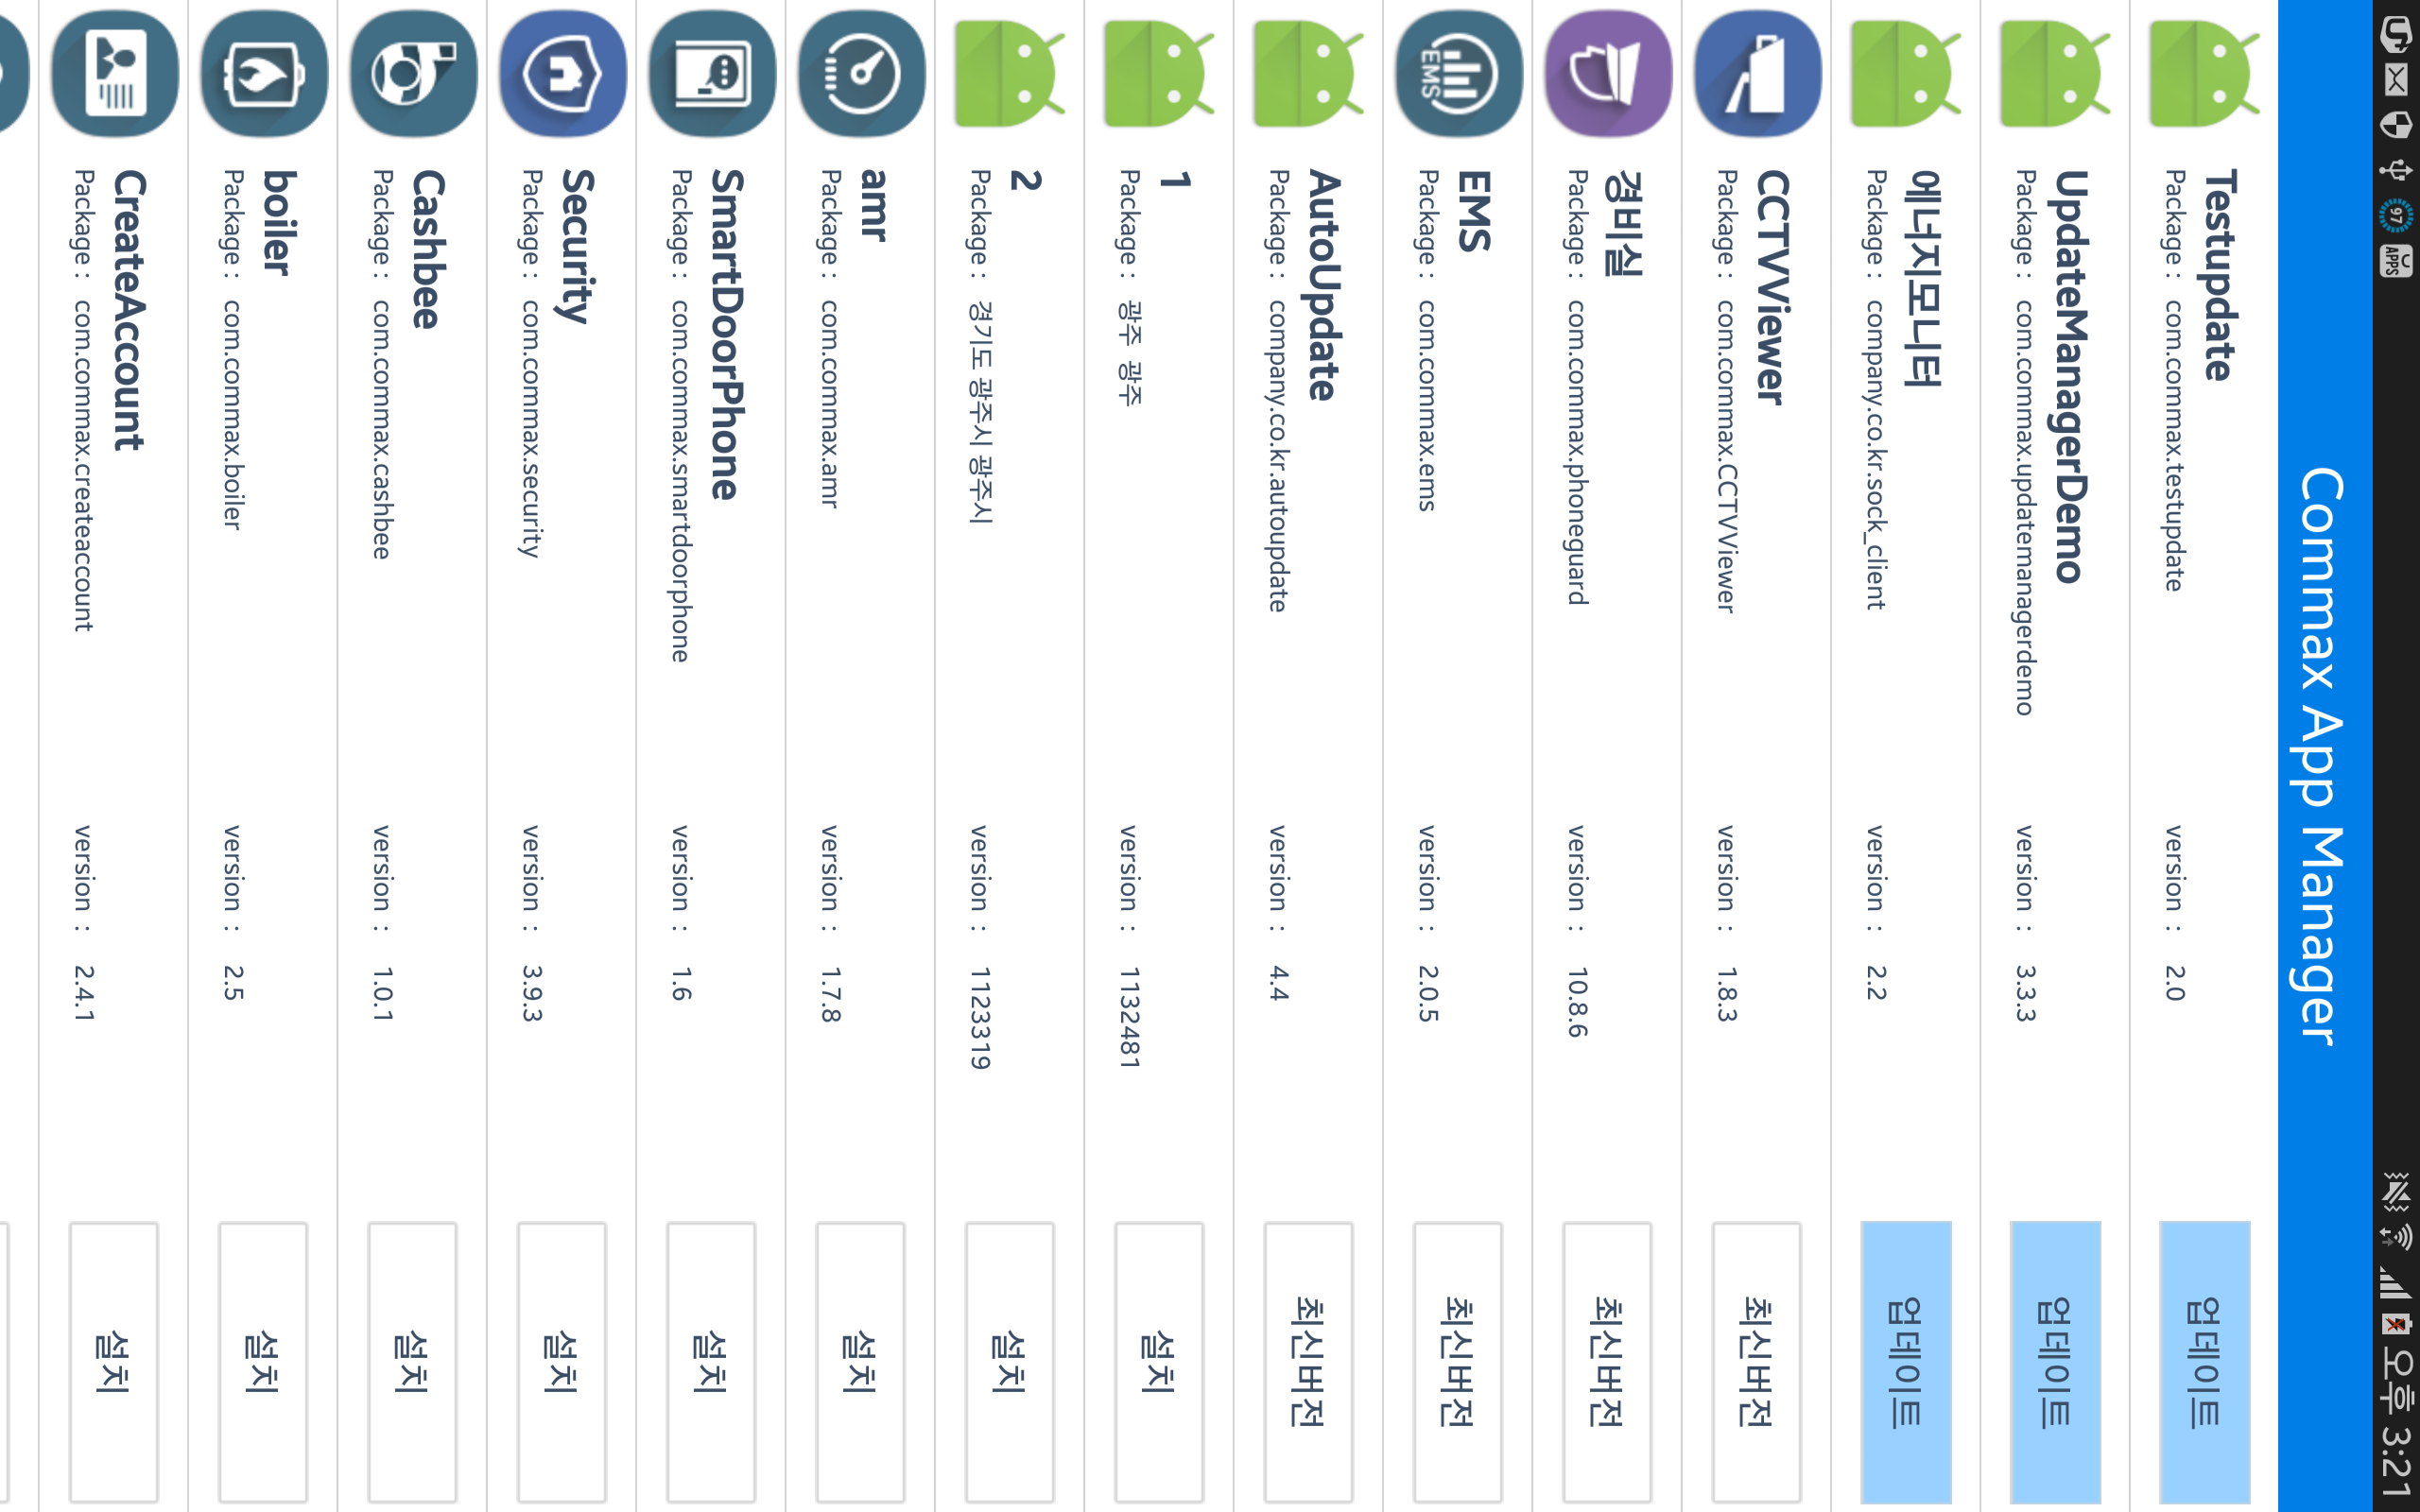 97
APPS
오후 3:21
Commax App Manager
Testupdate
Package : com.commax.testupdate version : 2.0
업데이트
UpdateManagerDemo
Package : com.commax.updatemanagerdemo version : 3.3.3
업데이트
에너지모니터
Package : company.co.kr.sock_client version : 2.2
업데이트
CCTVViewer
Package : com.commax.CCTVViewer version : 1.8.3
최신버전
경비실
Package : com.commax.phoneguard version : 10.8.6
최신버전
EMS
EMS
Package : com.commax.ems version : 2.0.5
최신버전
AutoUpdate
Package : company.co.kr.autoupdate version : 4.4
최신버전
1
Package : 광주 광주 version : 1132481
설치
2
Package : 경기도 광주시 광주시 version : 1123319
설치
amr
Package : com.commax.amr version : 1.7.8
설치
SmartDoorPhone
Package : com.commax.smartdoorphone version : 1.6
설치
Security
Package : com.commax.security version : 3.9.3
설치
Cashbee
Package : com.commax.cashbee version : 1.0.1
설치
boiler
Package : com.commax.boiler version : 2.5
설치
CreateAccount
Package : com.commax.createaccount version : 2.4.1
설치